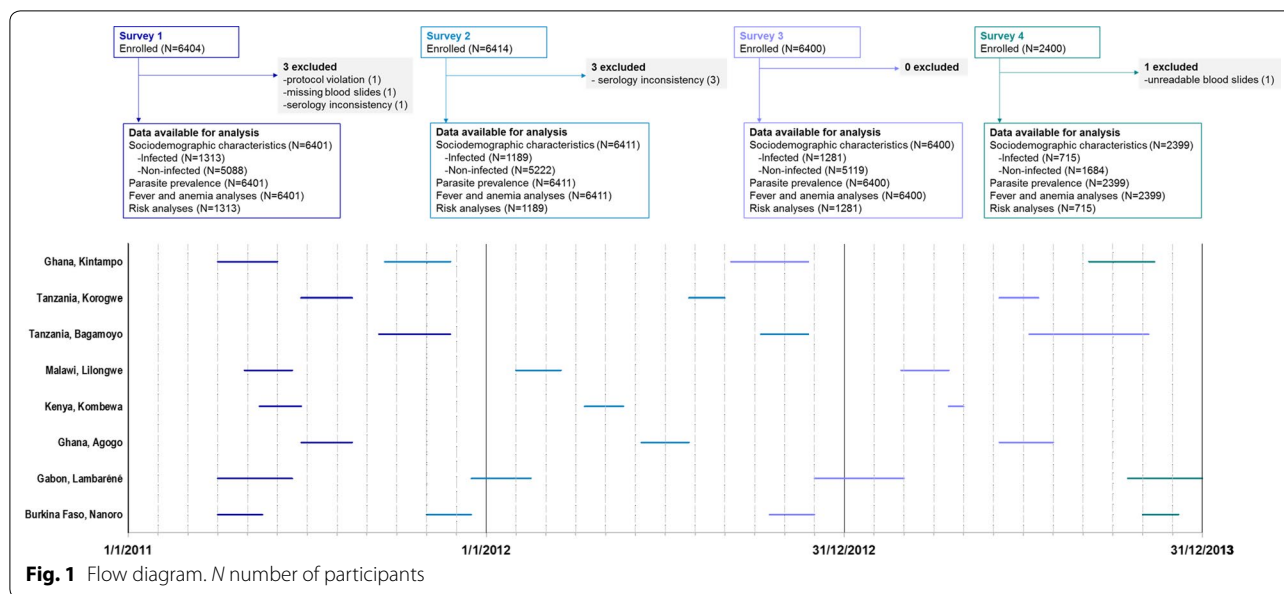 Survey 1
Enrolled (N=6404)
3 excluded
-protocol violation (1)
-missing blood slides (1)
-serology inconsistency (1)
Data available for analysis
Sociodemographic characteristics (N=6401)
-Infected (N=1313)
-Non-infected (N=5088)
Parasite prevalence (N=6401)
Fever and anemia analyses (N=6401)
Risk analyses (N=1313)
Survey 2
Enrolled (N=6414)
3 excluded
- serology inconsistency (3)
Data available for analysis
Sociodemographic characteristics (N=6411)
-Infected (N=1189)
-Non-infected (N=5222)
Parasite prevalence (N=6411)
Fever and anemia analyses (N=6411)
Risk analyses (N=1189)
Survey 3
Enrolled (N=6400)
0 excluded
Data available for analysis
Sociodemographic characteristics (N=6400)
-Infected (N=1281)
-Non-infected (N=5119)
Parasite prevalence (N=6400)
Fever and anemia analyses (N=6400)
Risk analyses (N=1281)
Survey 4
Enrolled (N=2400)
1 excluded
-unreadable blood slides (1)
Data available for analysis
Sociodemographic characteristics (N=2399)
-Infected (N=715)
-Non-infected (N=1684)
Parasite prevalence (N=2399)
Fever and anemia analyses (N=2399)
Risk analyses (N=715)
Ghana, Kintampo
Tanzania, Korogwe
Tanzania, Bagamoyo
Malawi, Lilongwe
Kenya, Kombewa
Ghana, Agogo
Gabon, Lambaréné
Burkina Faso, Nanoro
1/1/2011
1/1/2012
31/12/2012
31/12/2013
Fig. 1 Flow diagram. N number of participants